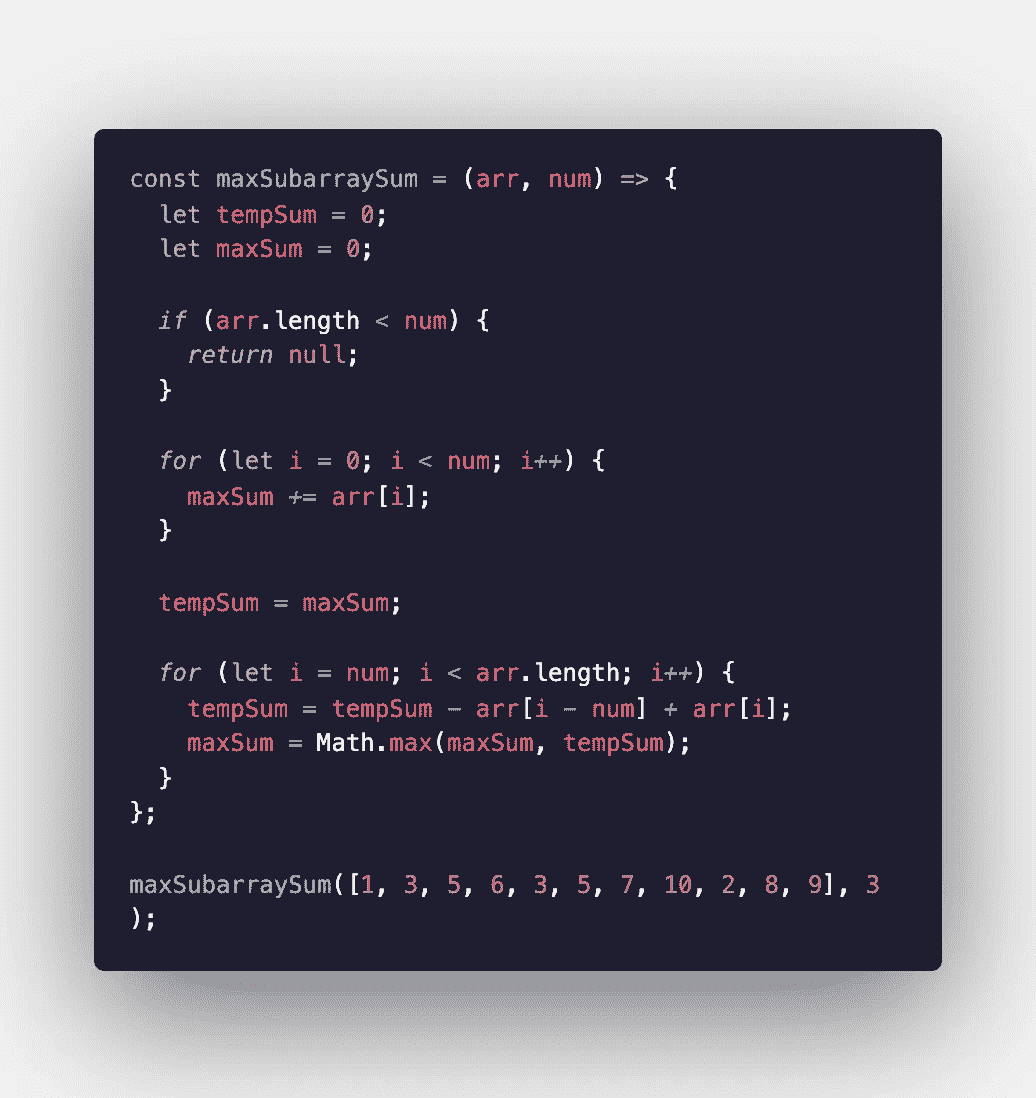 const maxSubarraySum = (arr, num) => {
  let tempSum = 0;
  let maxSum = 0;

  if (arr.length < num) {
    return null;
  }

  for (let i = 0; i < num; i++) {
    maxSum += arr[i];
  }

  tempSum = maxSum;

  for (let i = num; i < arr.length; i++) {
    tempSum = tempSum - arr[i - num] + arr[i];
    maxSum = Math.max(maxSum, tempSum);
  }
};

maxSubarraySum([1, 3, 5, 6, 3, 5, 7, 10, 2, 8, 9], 3
);